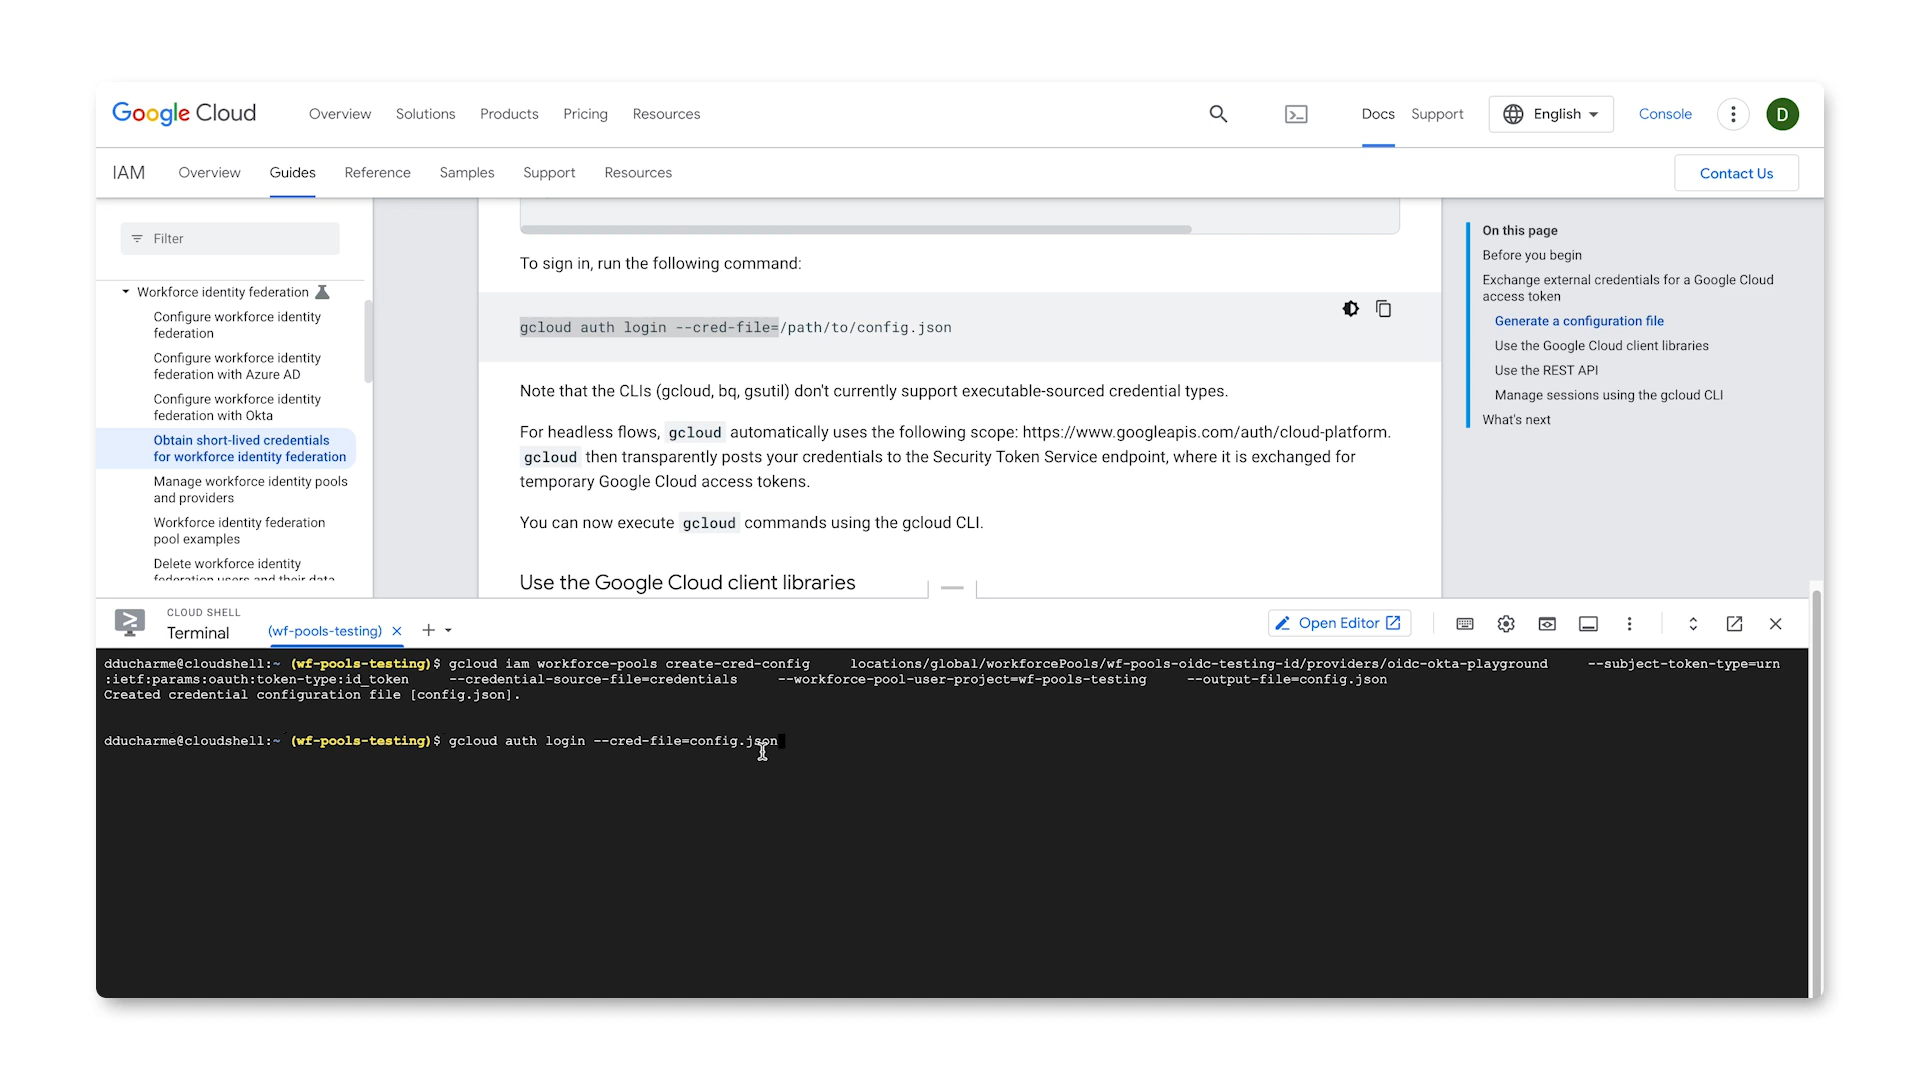 Google Cloud
Overview
Solutions
Products
Pricing
Resources
Docs
Support
English
Console
D
IAM
Overview
Guides
Reference
Samples
Support
Resources
Contact Us
Filter
Workforce identity federation
Configure workforce identity
federation
Configure workforce identity
federation with Azure AD
Configure workforce identity
federation with Okta
Obtain short-lived credentials
for workforce identity federation
Manage workforce identity pools
and providers
Workforce identity federation
pool examples
Delete workforce identity
federation users and their data
To sign in, run the following command:
gcloud auth login --cred-file=/path/to/config.json
Note that the CLIs (gcloud, bq, gsutil) don't currently support executable-sourced credential types.
For headless flows, gcloud automatically uses the following scope: https://www.googleapis.com/auth/cloud-platform.
gcloud then transparently posts your credentials to the Security Token Service endpoint, where it is exchanged for
temporary Google Cloud access tokens.
You can now execute gcloud commands using the gcloud CLI.
Use the Google Cloud client libraries
On this page
Before you begin
Exchange external credentials for a Google Cloud
access token
Generate a configuration file
Use the Google Cloud client libraries
Use the REST API
Manage sessions using the gcloud CLI
What's next
CLOUD SHELL
Terminal
(wf-pools-testing)
Open Editor
dducharme@cloudshell:~ (wf-pools-testing)$ gcloud iam workforce-pools create-cred-config     locations/global/workforcePools/wf-pools-oidc-testing-id/providers/oidc-okta-playground     --subject-token-type=urn
:ietf:params:oauth:token-type:id_token     --credential-source-file=credentials     --workforce-pool-user-project=wf-pools-testing     --output-file=config.json
Created credential configuration file [config.json].
dducharme@cloudshell:~ (wf-pools-testing)$ gcloud auth login --cred-file=config.json